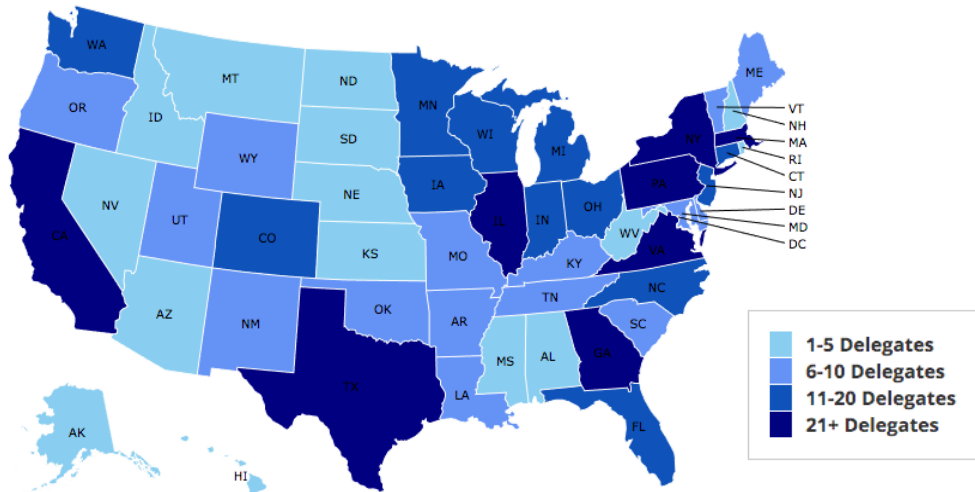 WA
MT
ND
MN
ME
OR
ID
SD
WI
MI
NY
VT
NH
MA
RI
CT
NJ
DE
MD
DC
WY
NE
IA
PA
NV
UT
CO
KS
MO
IL
IN
OH
WV
VA
KY
CA
AZ
NM
OK
AR
TN
NC
SC
MS
AL
GA
TX
LA
FL
AK
HI
1-5 Delegates
6-10 Delegates
11-20 Delegates
21+ Delegates